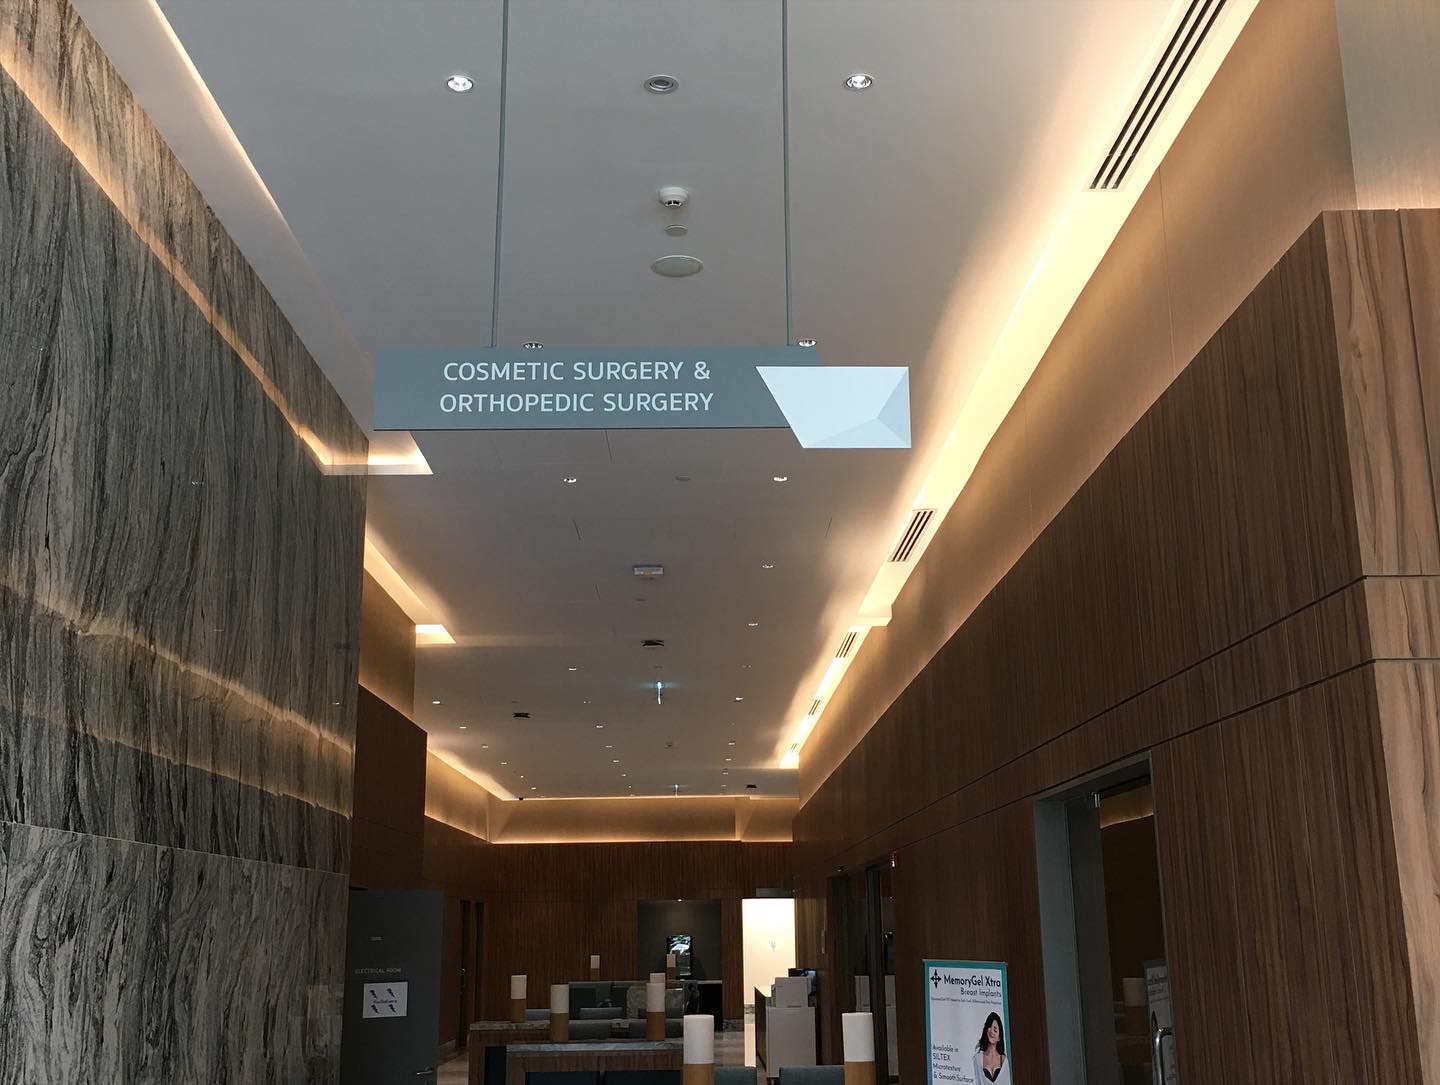 COSMETIC SURGERY &
ORTHOPEDIC SURGERY
ELECTRICAL ROOM
MemoryGel Xtra
Breast Implants
Available in
SILTEX
Microtexture
& Smooth Surface